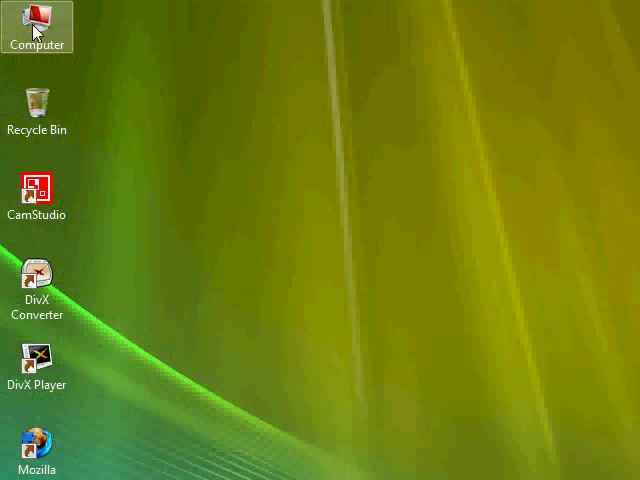 Computer
Recycle Bin
CamStudio
DivX
Converter
DivX Player
Mozilla